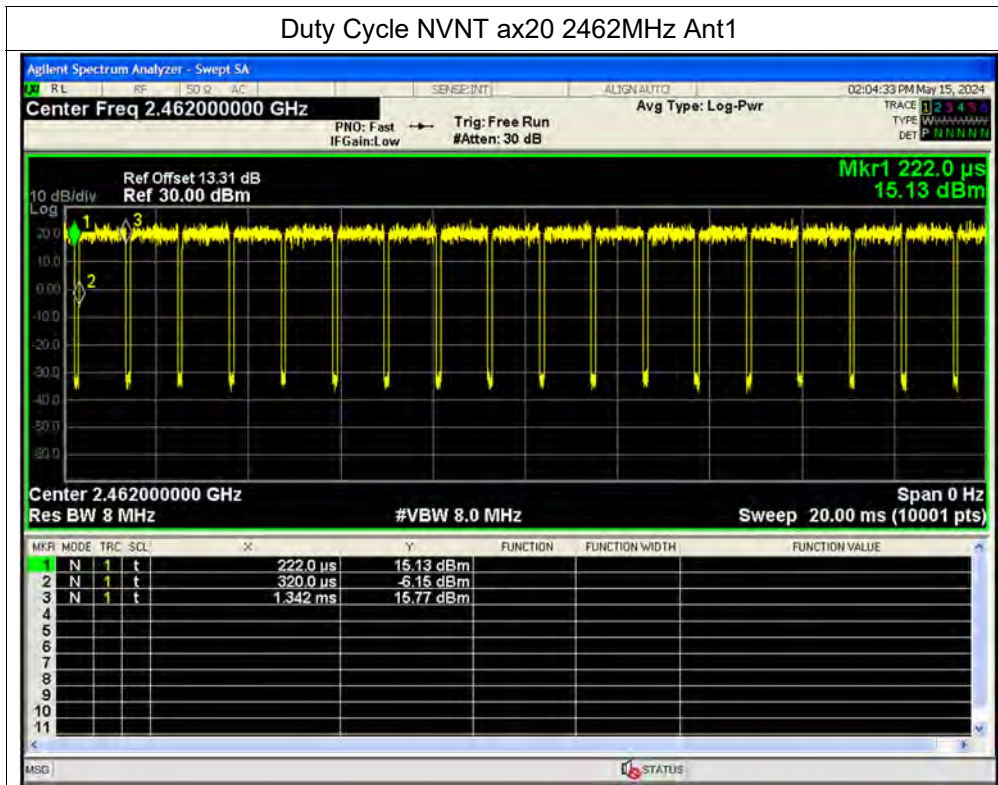 Duty Cycle NVNT ax20 2462MHz Ant1
Agilent Spectrum Analyzer - Swept SA
RL RF 50 Ω AC SENSE:INT ALIGN AUTO 02:04:33 PM May 15, 2024
Center Freq 2.462000000 GHz Avg Type: Log-Pwr TRACE 1 2 3 4 5 6
PNO: Fast Trig: Free Run TYPE W
IFGain:Low #Atten: 30 dB DET P N N N N N
Mkr1 222.0 µs
15.13 dBm
Ref Offset 13.31 dB
10 dB/div Ref 30.00 dBm
Log
20.0
10.0
0.00
-10.0
-20.0
-30.0
-40.0
-50.0
-60.0
1
3
2
Center 2.462000000 GHz Span 0 Hz
Res BW 8 MHz #VBW 8.0 MHz Sweep 20.00 ms (10001 pts)
MKR MODE TRC SCL X Y FUNCTION FUNCTION WIDTH FUNCTION VALUE
1 N 1 t 222.0 µs 15.13 dBm
2 N 1 t 320.0 µs -6.15 dBm
3 N 1 t 1.342 ms 15.77 dBm
4
5
6
7
8
9
10
11
MSG STATUS